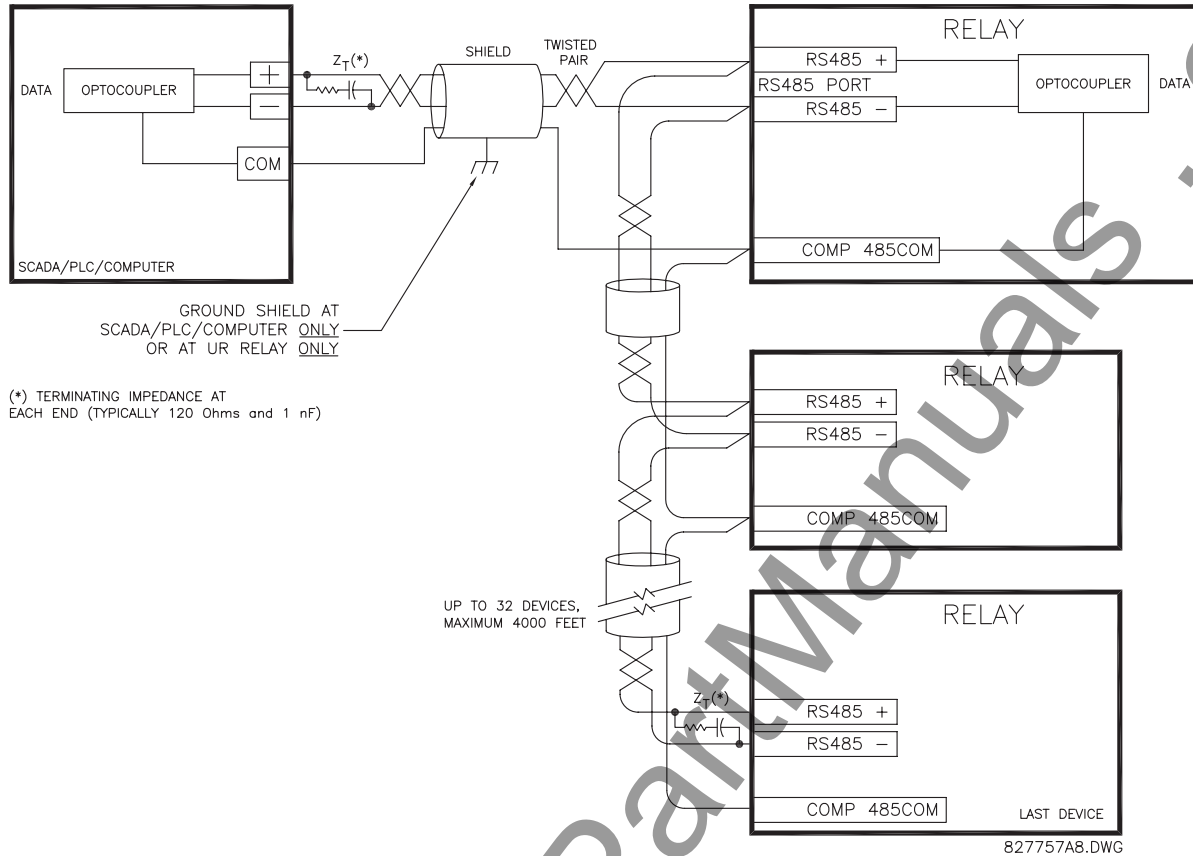 DATA
OPTOCOUPLER
+
−
COM
SCADA/PLC/COMPUTER
ZT(*)
SHIELD
TWISTED
PAIR
GROUND SHIELD AT
SCADA/PLC/COMPUTER ONLY
OR AT UR RELAY ONLY
(*) TERMINATING IMPEDANCE AT
EACH END (TYPICALLY 120 Ohms and 1 nF)
RELAY
RS485 +
RS485 PORT
RS485 −
OPTOCOUPLER
DATA
COMP 485COM
RELAY
RS485 +
RS485 −
COMP 485COM
UP TO 32 DEVICES,
MAXIMUM 4000 FEET
RELAY
ZT(*)
RS485 +
RS485 −
COMP 485COM
LAST DEVICE
827757A8.DWG
PartManuals